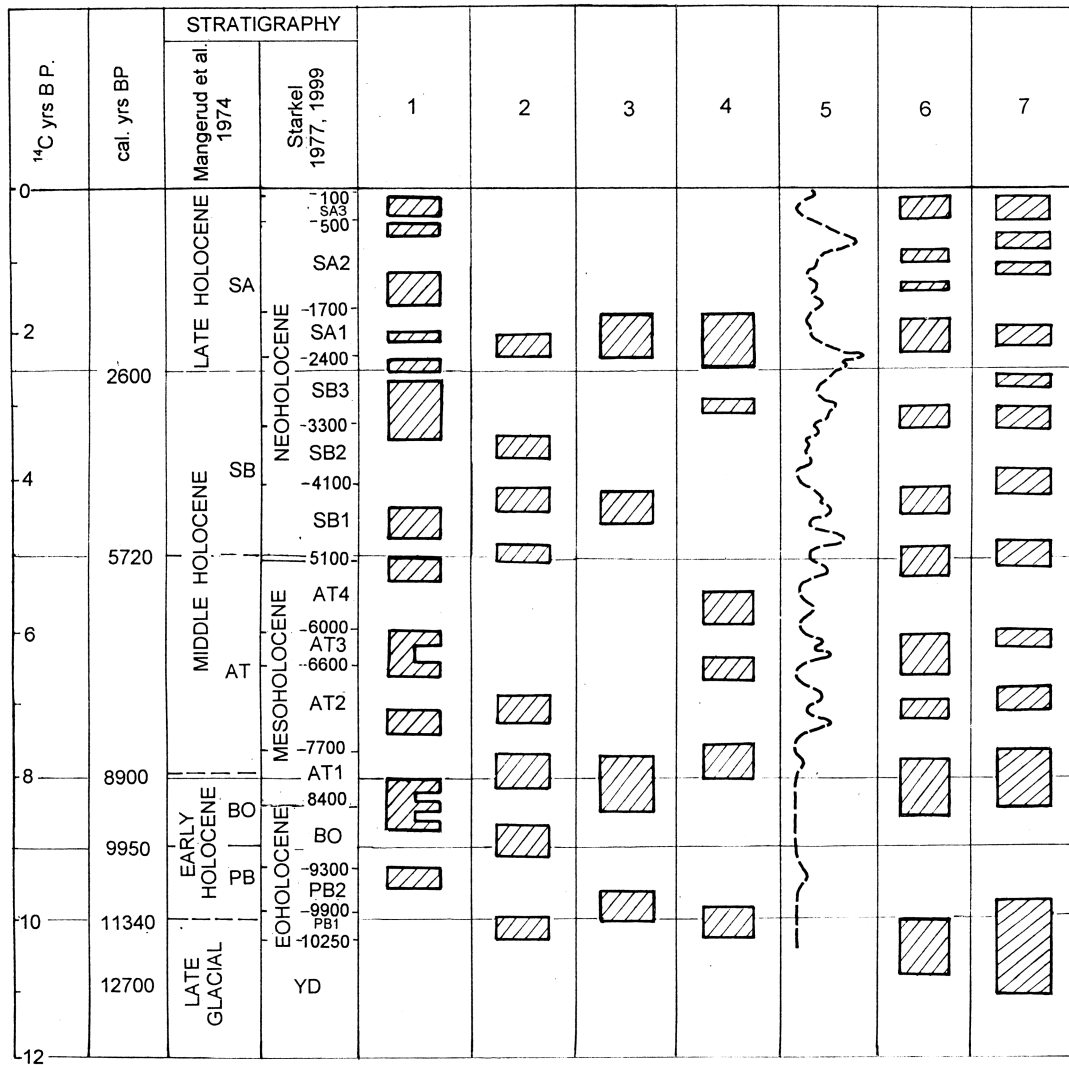 STRATIGRAPHY
¹⁴C yrs B P.
cal. yrs BP
Mangerud et al.
1974
Starkel
1977, 1999
1
2
3
4
5
6
7
0
2
4
6
8
10
12
2600
5720
8900
9950
11340
12700
LATE HOLOCENE
MIDDLE HOLOCENE
EARLY
HOLOCENE
LATE
GLACIAL
SA
SB
AT
BO
PB
NEOHOLOCENE
MESOHOLOCENE
EOHOLOCENE
100
SA3
500
SA2
1700
SA1
2400
SB3
3300
SB2
4100
SB1
5100
AT4
6000
AT3
6600
AT2
7700
AT1
8400
BO
9300
PB2
9900
PB1
10250
YD